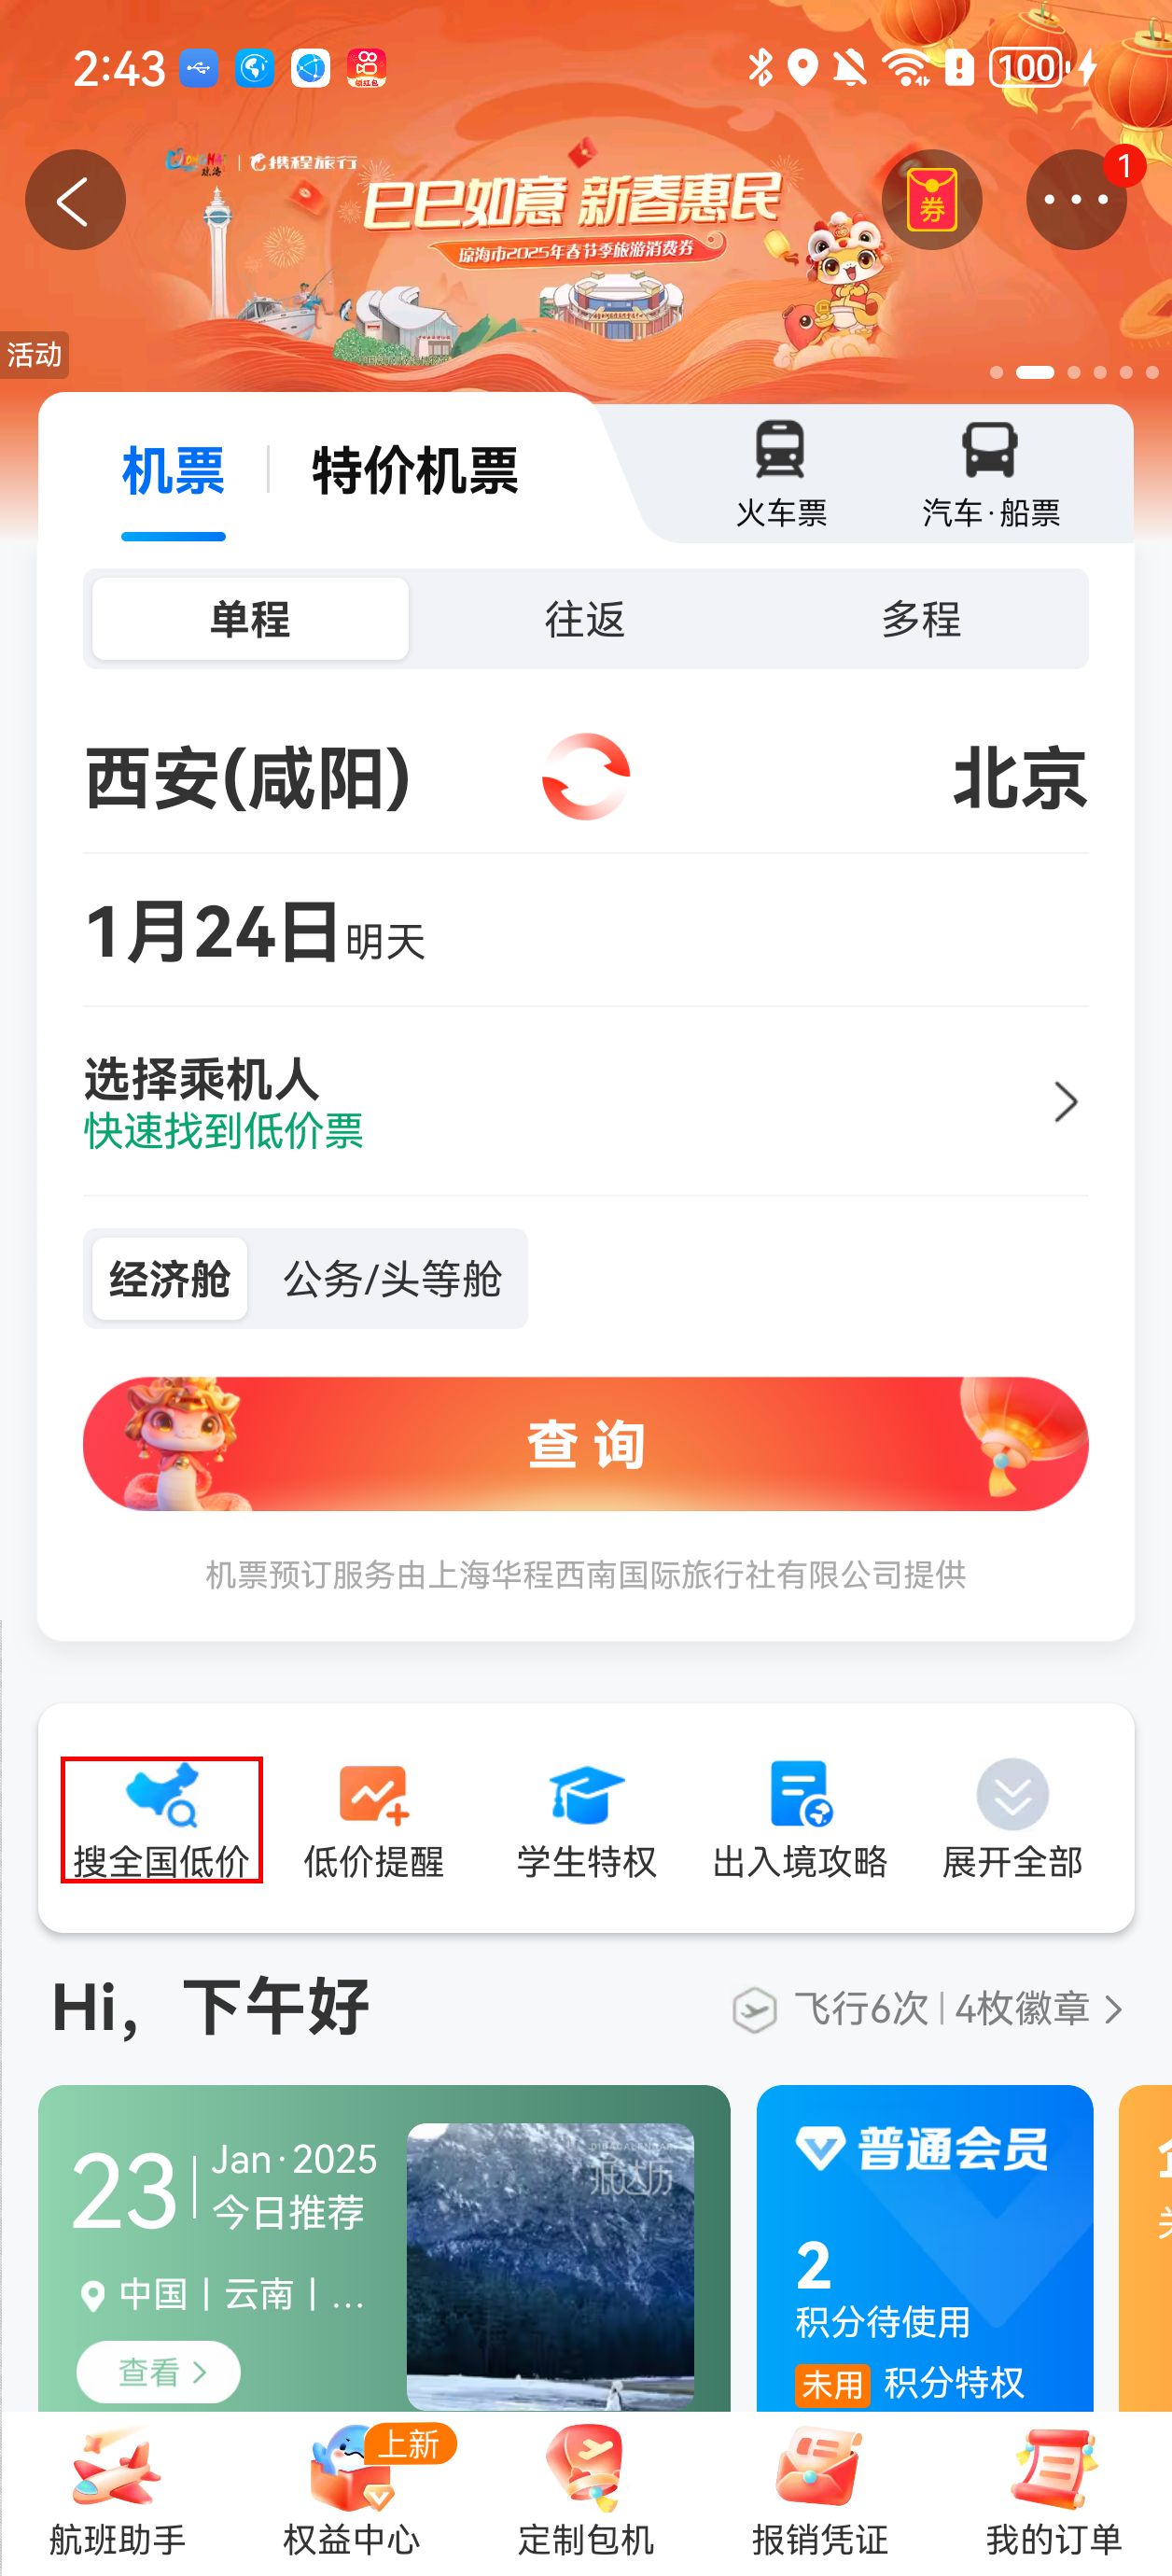 2:43
领红包
100
琼海
携程旅行
巳巳如意 新春惠民
琼海市2025年春节季旅游消费券
券
1
活动
机票
特价机票
火车票
汽车·船票
单程
往返
多程
西安(咸阳)
北京
1月24日明天
选择乘机人
快速找到低价票
经济舱
公务/头等舱
查询
机票预订服务由上海华程西南国际旅行社有限公司提供
搜全国低价
低价提醒
学生特权
出入境攻略
展开全部
Hi，下午好
飞行6次|4枚徽章
23
Jan·2025
今日推荐
中国 | 云南 | ...
查看
普通会员
2
积分待使用
未用 积分特权
上新
航班助手
权益中心
定制包机
报销凭证
我的订单